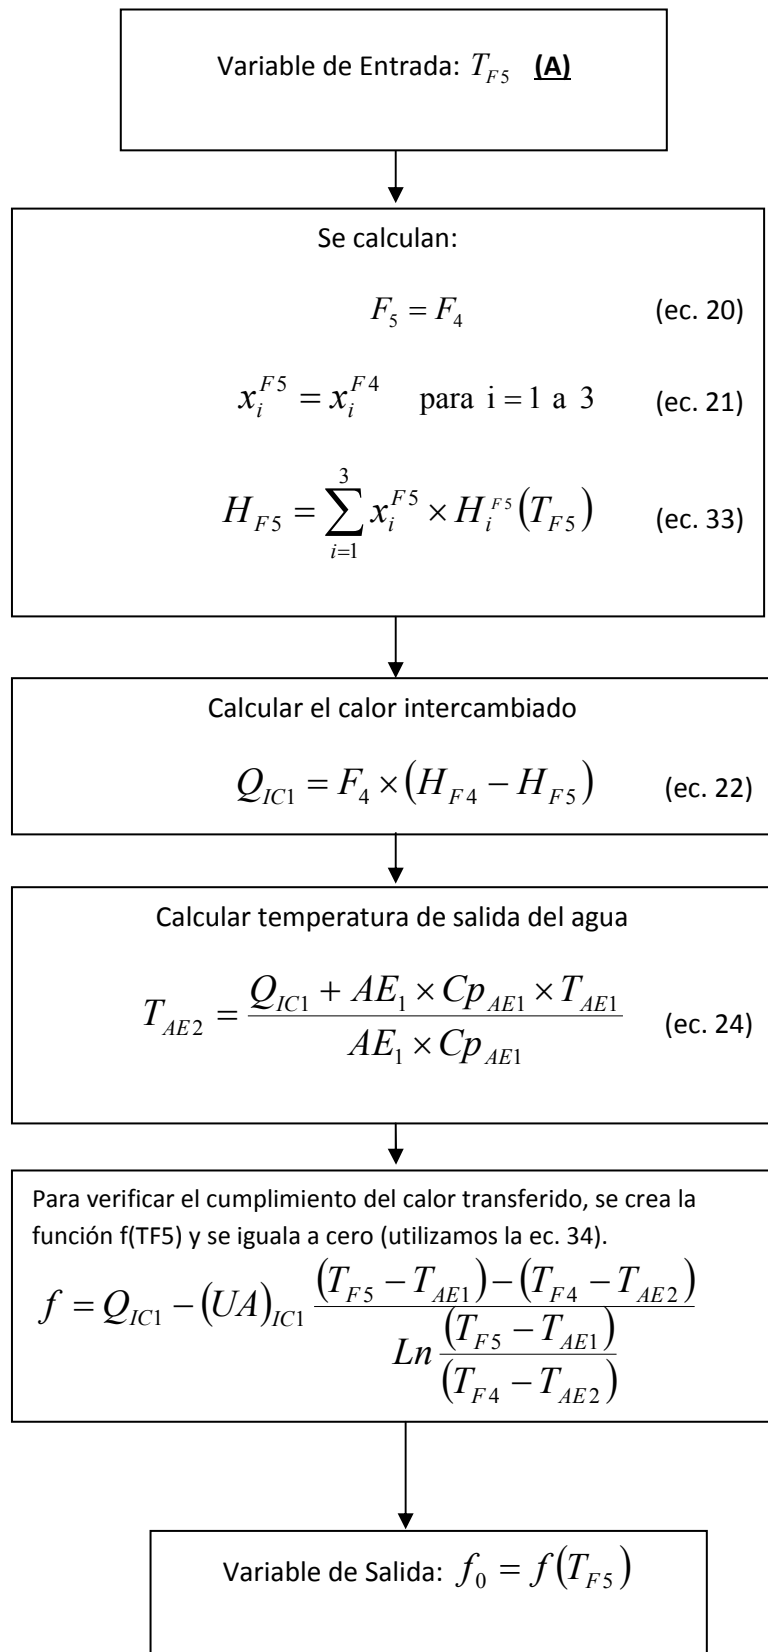 Variable de Entrada: T_{F5} (A)
Se calculan:
F_5 = F_4 (ec. 20)
x_i^{F5} = x_i^{F4} para i = 1 a 3 (ec. 21)
H_{F5} = \sum_{i=1}^{3} x_i^{F5} × H_i^{F5}(T_{F5}) (ec. 33)
Calcular el calor intercambiado
Q_{IC1} = F_4 × (H_{F4} − H_{F5}) (ec. 22)
Calcular temperatura de salida del agua
T_{AE2} = \frac{Q_{IC1} + AE_1 × Cp_{AE1} × T_{AE1}}{AE_1 × Cp_{AE1}} (ec. 24)
Para verificar el cumplimiento del calor transferido, se crea la
función f(TF5) y se iguala a cero (utilizamos la ec. 34).
f = Q_{IC1} − (UA)_{IC1} \frac{(T_{F5} − T_{AE1}) − (T_{F4} − T_{AE2})}{Ln \frac{(T_{F5} − T_{AE1})}{(T_{F4} − T_{AE2})}}
Variable de Salida: f_0 = f(T_{F5})